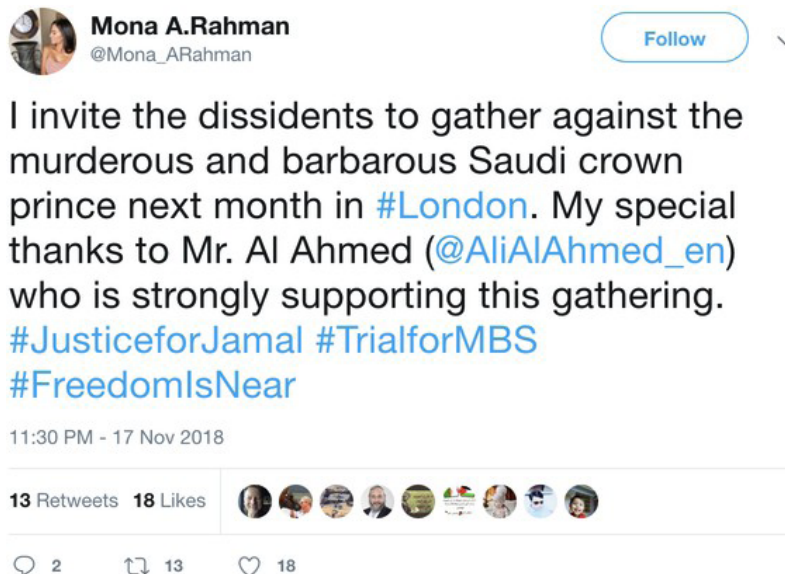 Mona A.Rahman
@Mona_ARahman
Follow
I invite the dissidents to gather against the
murderous and barbarous Saudi crown
prince next month in #London. My special
thanks to Mr. Al Ahmed (@AliAlAhmed_en)
who is strongly supporting this gathering.
#JusticeforJamal #TrialforMBS
#FreedomIsNear
11:30 PM - 17 Nov 2018
13 Retweets 18 Likes
2 13 18